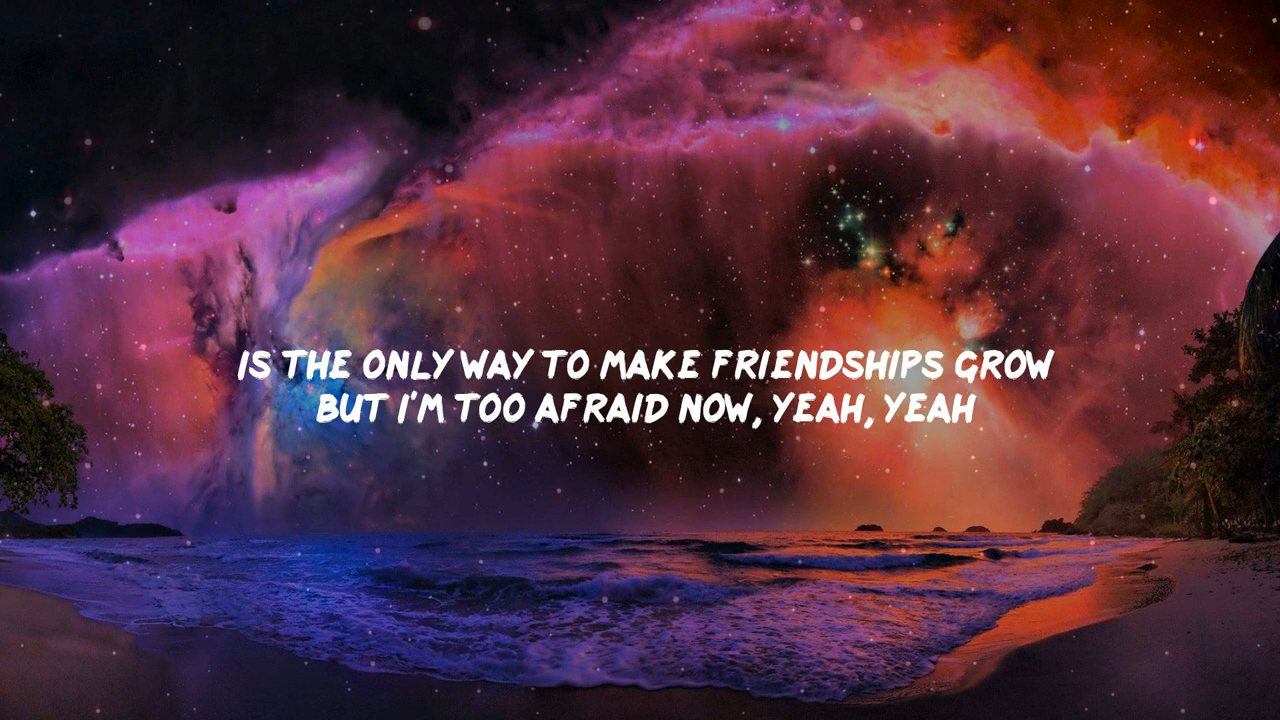 IS THE ONLY WAY TO MAKE FRIENDSHIPS GROW
BUT I'M TOO AFRAID NOW, YEAH, YEAH